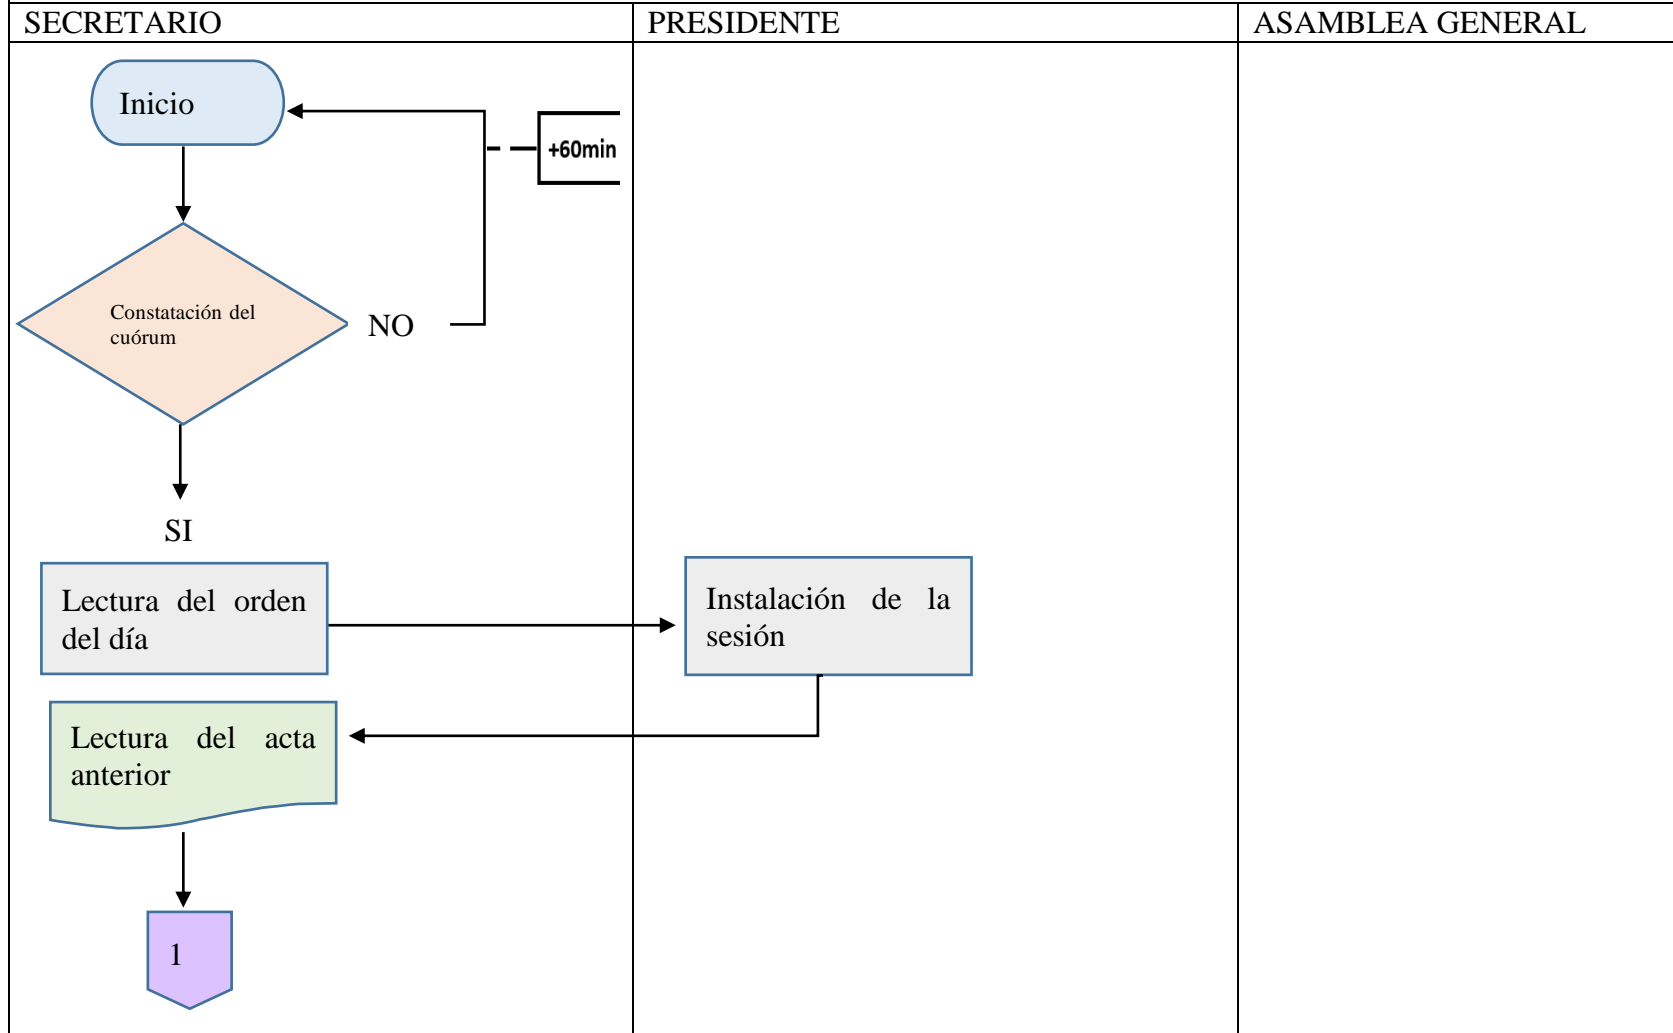 SECRETARIO
PRESIDENTE
ASAMBLEA GENERAL
Inicio
+60min
Constatación del
cuórum
NO
SI
Lectura del orden
del día
Instalación de la
sesión
Lectura del acta
anterior
1